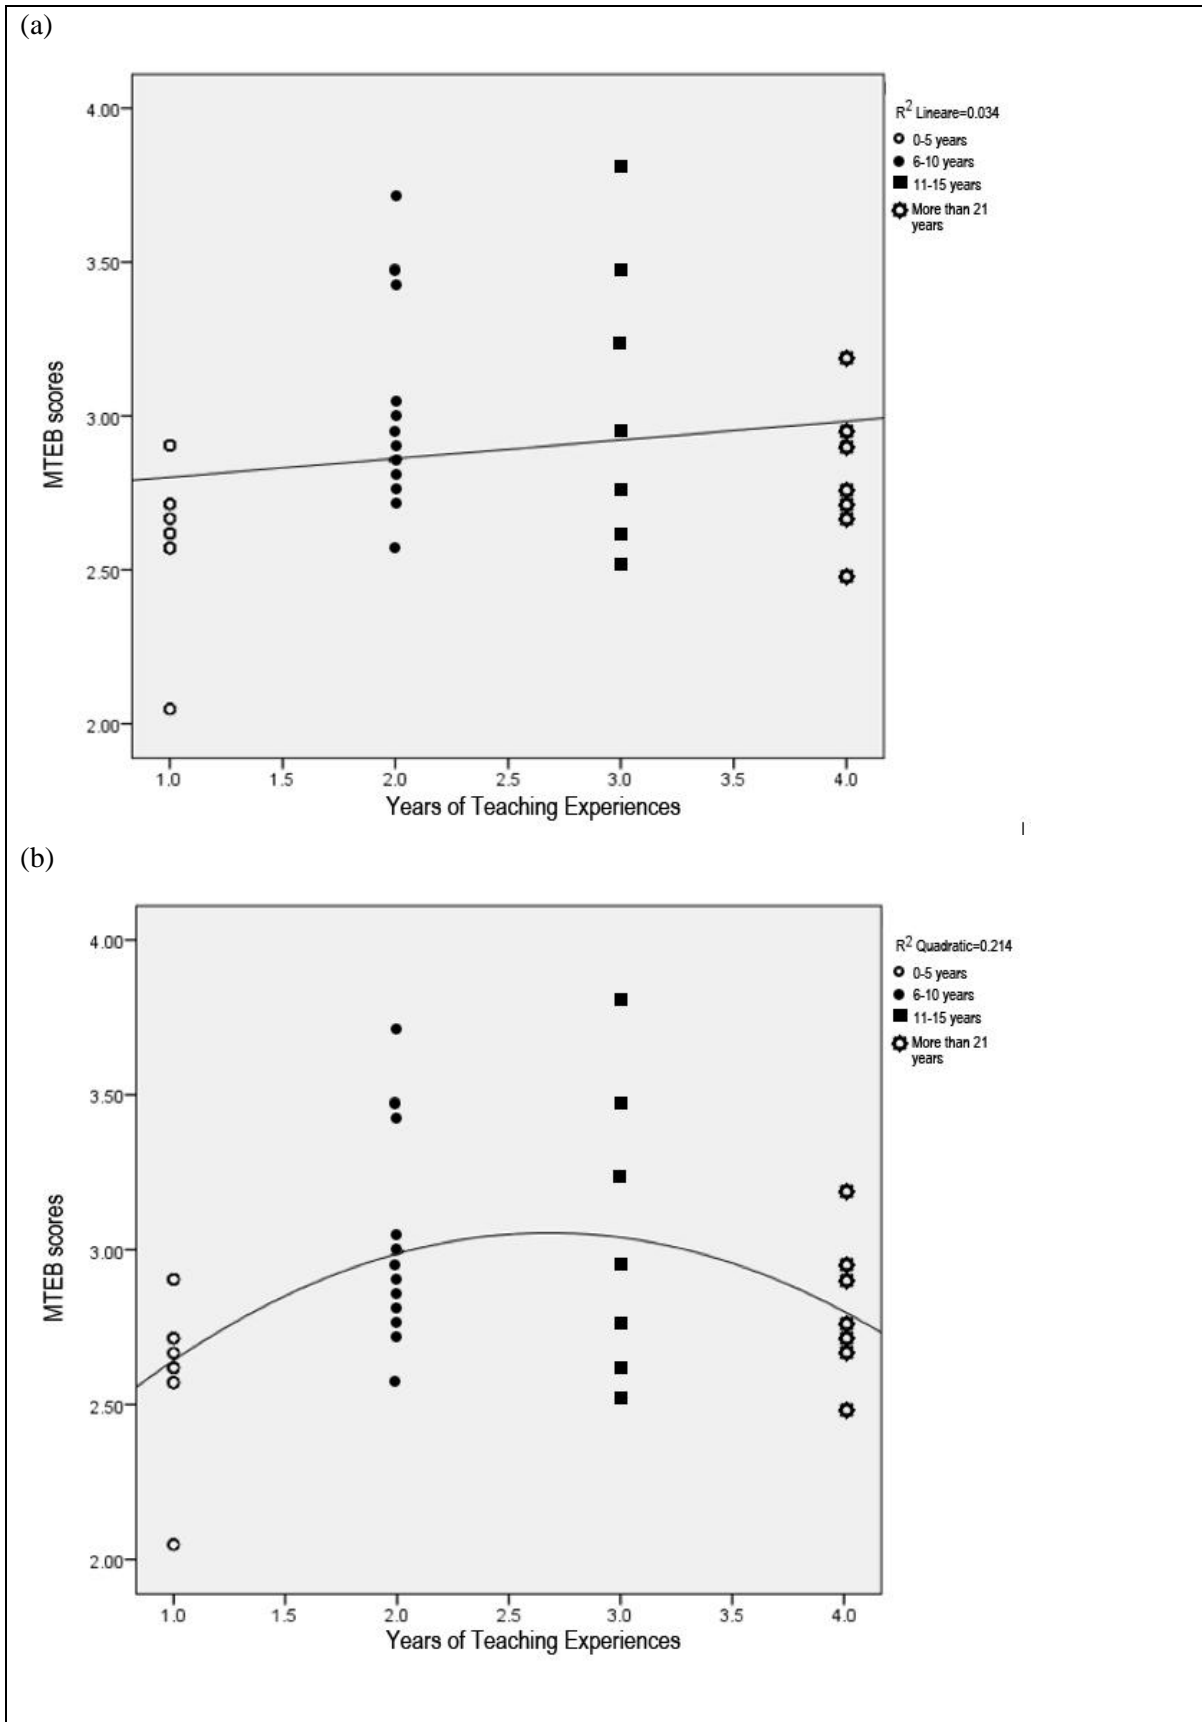 (a)
R² Lineare=0.034
0-5 years
6-10 years
11-15 years
More than 21
years
4.00
3.50
3.00
2.50
2.00
MTEB scores
1.0 1.5 2.0 2.5 3.0 3.5 4.0
Years of Teaching Experiences
(b)
R² Quadratic=0.214
0-5 years
6-10 years
11-15 years
More than 21
years
4.00
3.50
3.00
2.50
2.00
MTEB scores
1.0 1.5 2.0 2.5 3.0 3.5 4.0
Years of Teaching Experiences